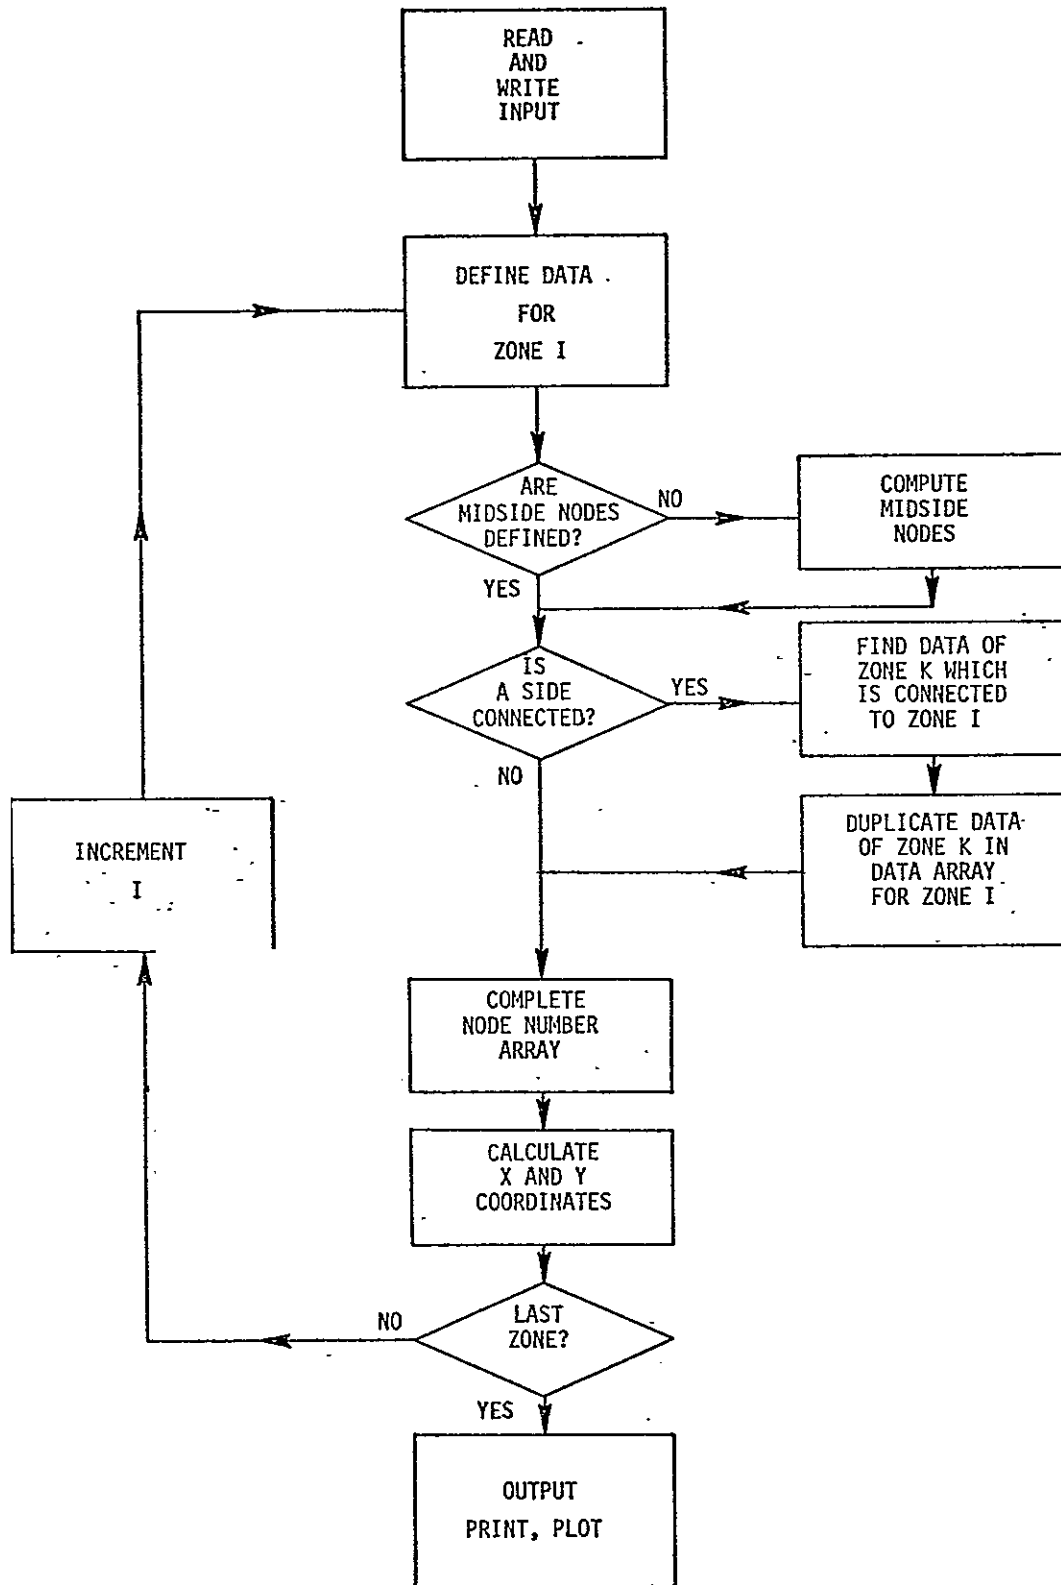 READ
AND
WRITE
INPUT
DEFINE DATA
FOR
ZONE I
ARE
MIDSIDE NODES
DEFINED?
NO
COMPUTE
MIDSIDE
NODES
YES
IS
A SIDE
CONNECTED?
YES
FIND DATA OF
ZONE K WHICH
IS CONNECTED
TO ZONE I
NO
DUPLICATE DATA
OF ZONE K IN
DATA ARRAY
FOR ZONE I
INCREMENT
I
COMPLETE
NODE NUMBER
ARRAY
CALCULATE
X AND Y
COORDINATES
LAST
ZONE?
NO
YES
OUTPUT
PRINT, PLOT